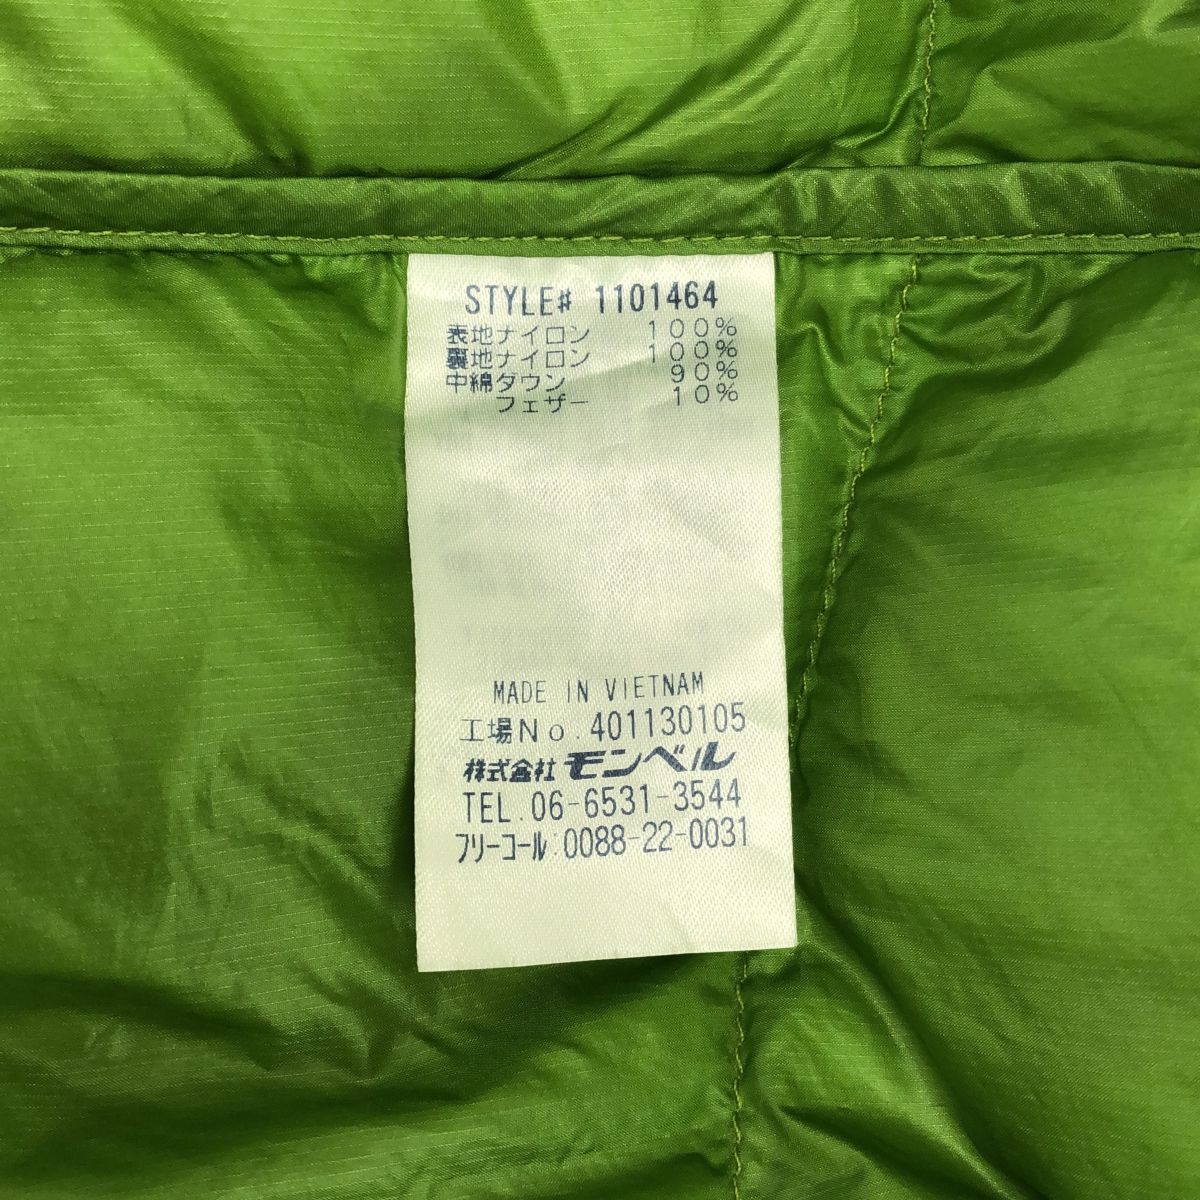 STYLE# 1101464
表地ナイロン 100%
裏地ナイロン 100%
中綿ダウン 90%
フェザー 10%
MADE IN VIETNAM
工場No.401130105
株式会社モンベル
TEL.06-6531-3544
フリーコール:0088-22-0031